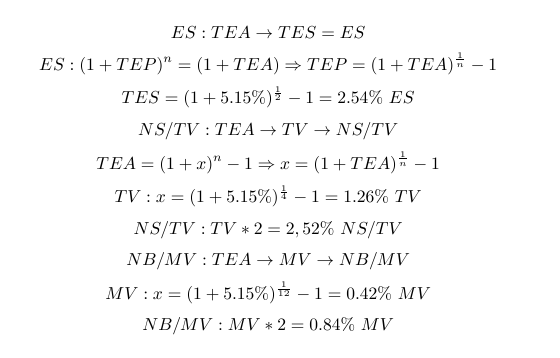 ES : TEA → TES = ES
ES : (1 + TEP)^n = (1 + TEA) ⇒ TEP = (1 + TEA)^{1/n} − 1
TES = (1 + 5.15%)^{1/2} − 1 = 2.54% ES
NS/TV : TEA → TV → NS/TV
TEA = (1 + x)^n − 1 ⇒ x = (1 + TEA)^{1/n} − 1
TV : x = (1 + 5.15%)^{1/4} − 1 = 1.26% TV
NS/TV : TV ∗ 2 = 2,52% NS/TV
NB/MV : TEA → MV → NB/MV
MV : x = (1 + 5.15%)^{1/12} − 1 = 0.42% MV
NB/MV : MV ∗ 2 = 0.84% MV